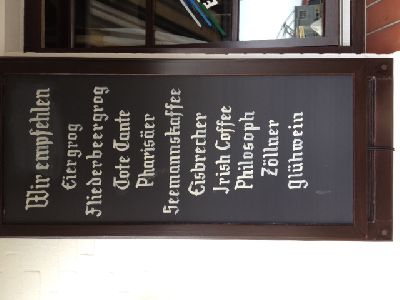 Wir empfehlen
Eiergrog
Fliederbeergrog
Tote Tante
Pharisäer
Seemannskaffee
Eisbrecher
Irish Coffee
Philosoph
Zöllner
Glühwein